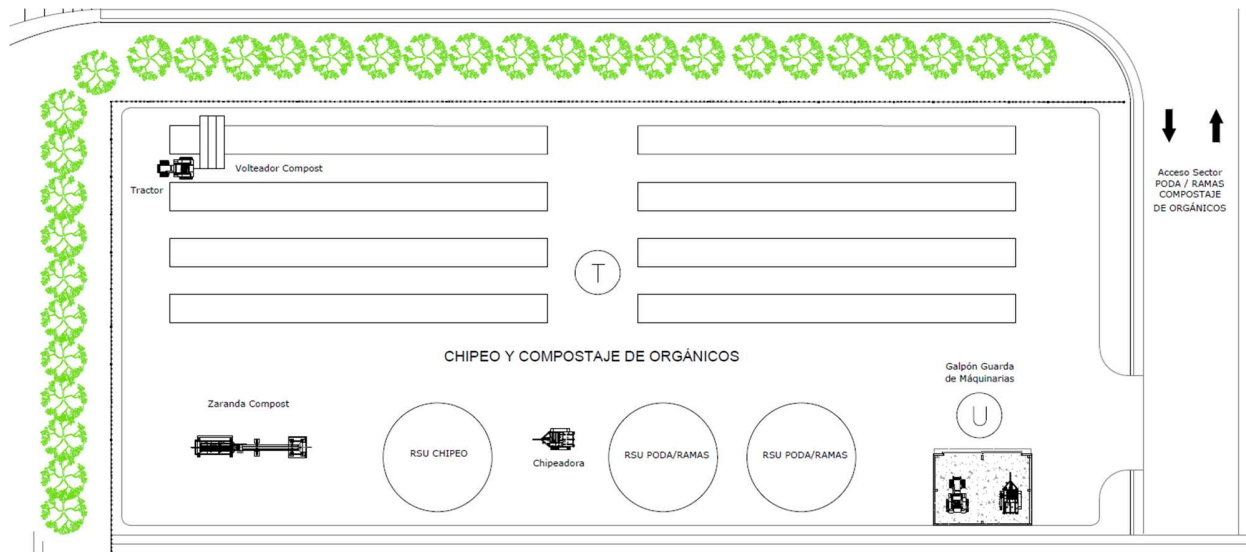 Volteador Compost
Tractor
Acceso Sector
PODA / RAMAS
COMPOSTAJE
DE ORGÁNICOS
T
CHIPEO Y COMPOSTAJE DE ORGÁNICOS
Galpón Guarda
de Máquinarias
U
Zaranda Compost
RSU CHIPEO
Chipeadora
RSU PODA/RAMAS
RSU PODA/RAMAS